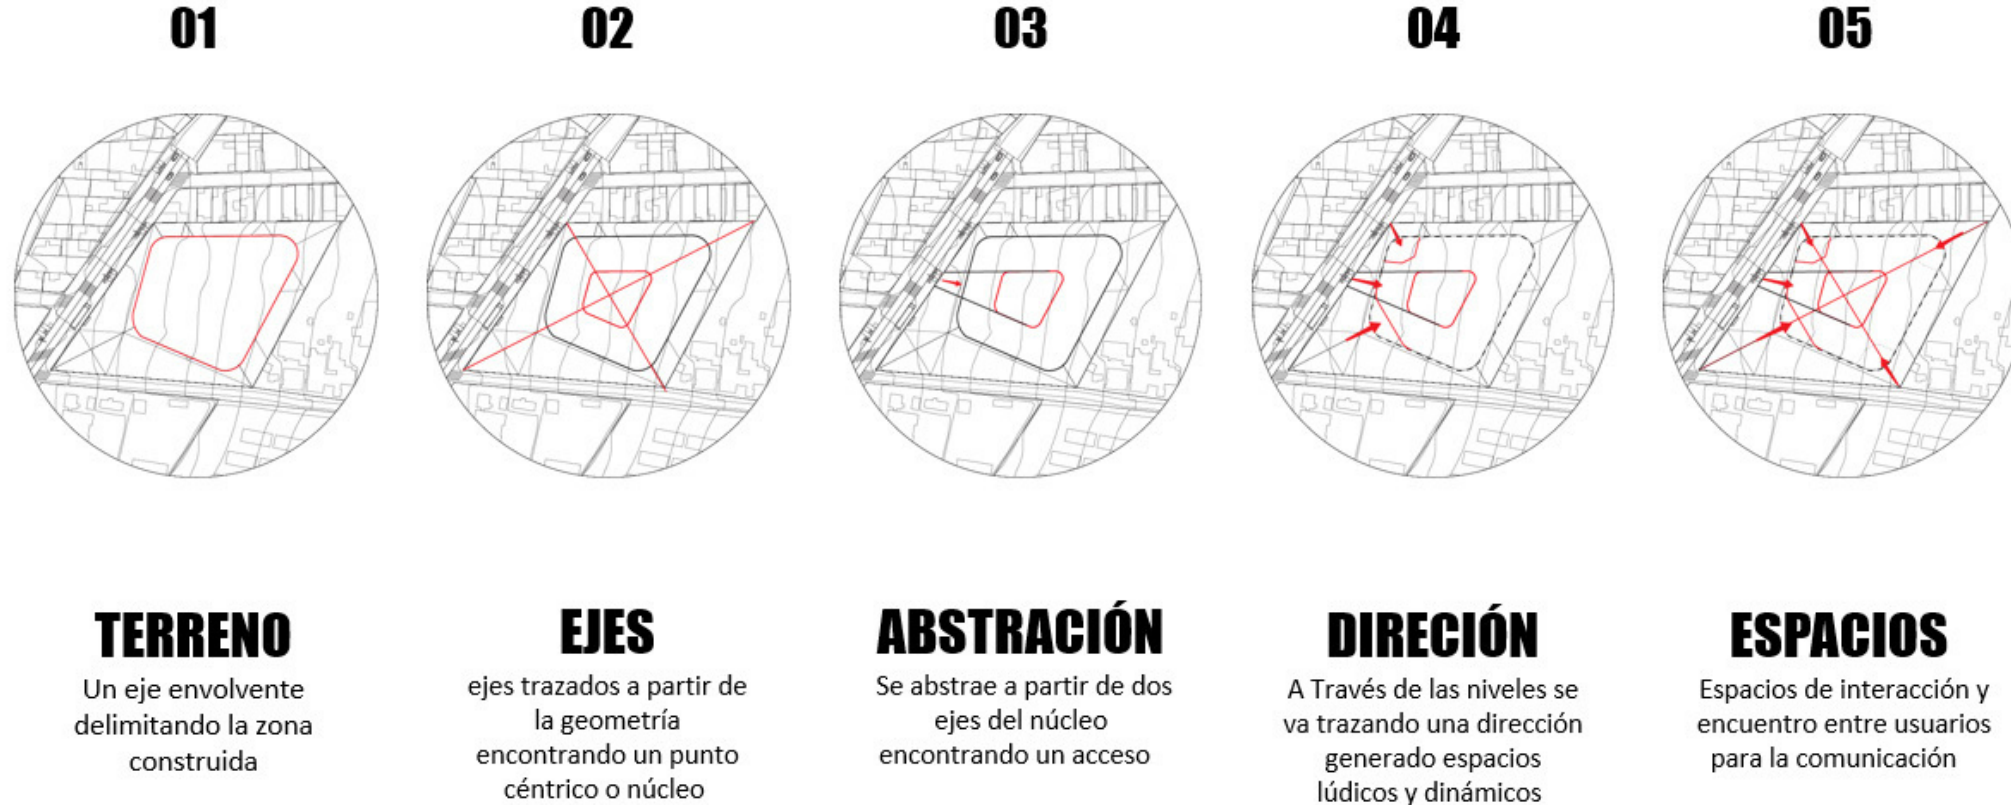 01
TERRENO
Un eje envolvente
delimitando la zona
construida
02
EJES
ejes trazados a partir de
la geometría
encontrando un punto
céntrico o núcleo
03
ABSTRACIÓN
Se abstrae a partir de dos
ejes del núcleo
encontrando un acceso
04
DIRECIÓN
A Través de las niveles se
va trazando una dirección
generado espacios
lúdicos y dinámicos
05
ESPACIOS
Espacios de interacción y
encuentro entre usuarios
para la comunicación